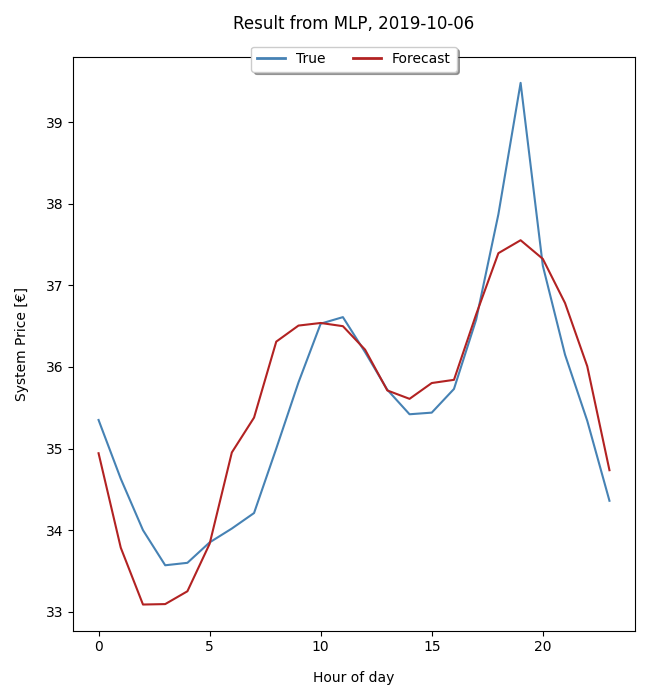 Result from MLP, 2019-10-06
True Forecast
39
38
37
36
35
34
33
System Price [€]
0 5 10 15 20
Hour of day